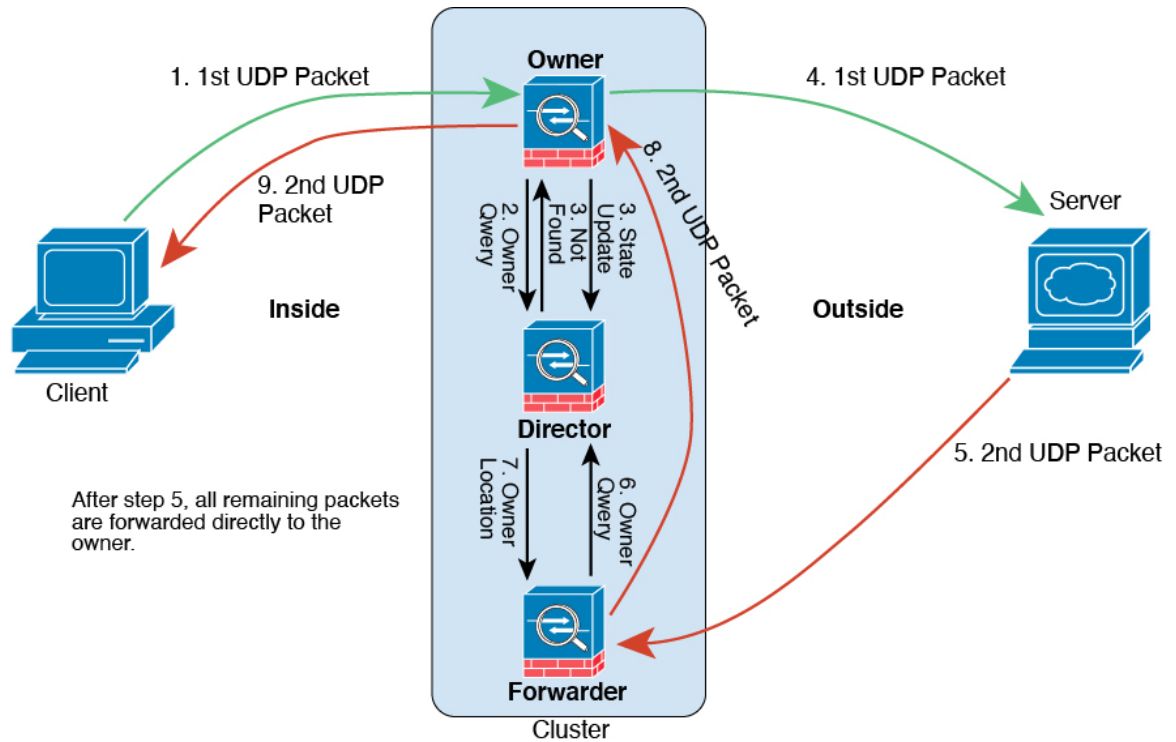 Owner
1. 1st UDP Packet
4. 1st UDP Packet
9. 2nd UDP
Packet
2. Owner
Qwery
3. Not
Found
3. State
Update
8. 2nd UDP Packet
Server
Inside
Outside
Client
Director
5. 2nd UDP Packet
7. Owner
Location
6. Owner
Qwery
After step 5, all remaining packets
are forwarded directly to the
owner.
Forwarder
Cluster